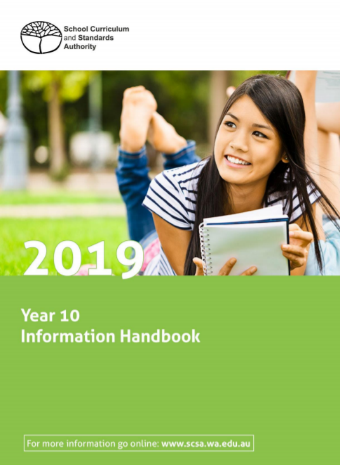 School Curriculum
and Standards
Authority
2019
Year 10
Information Handbook
For more information go online: www.scsa.wa.edu.au